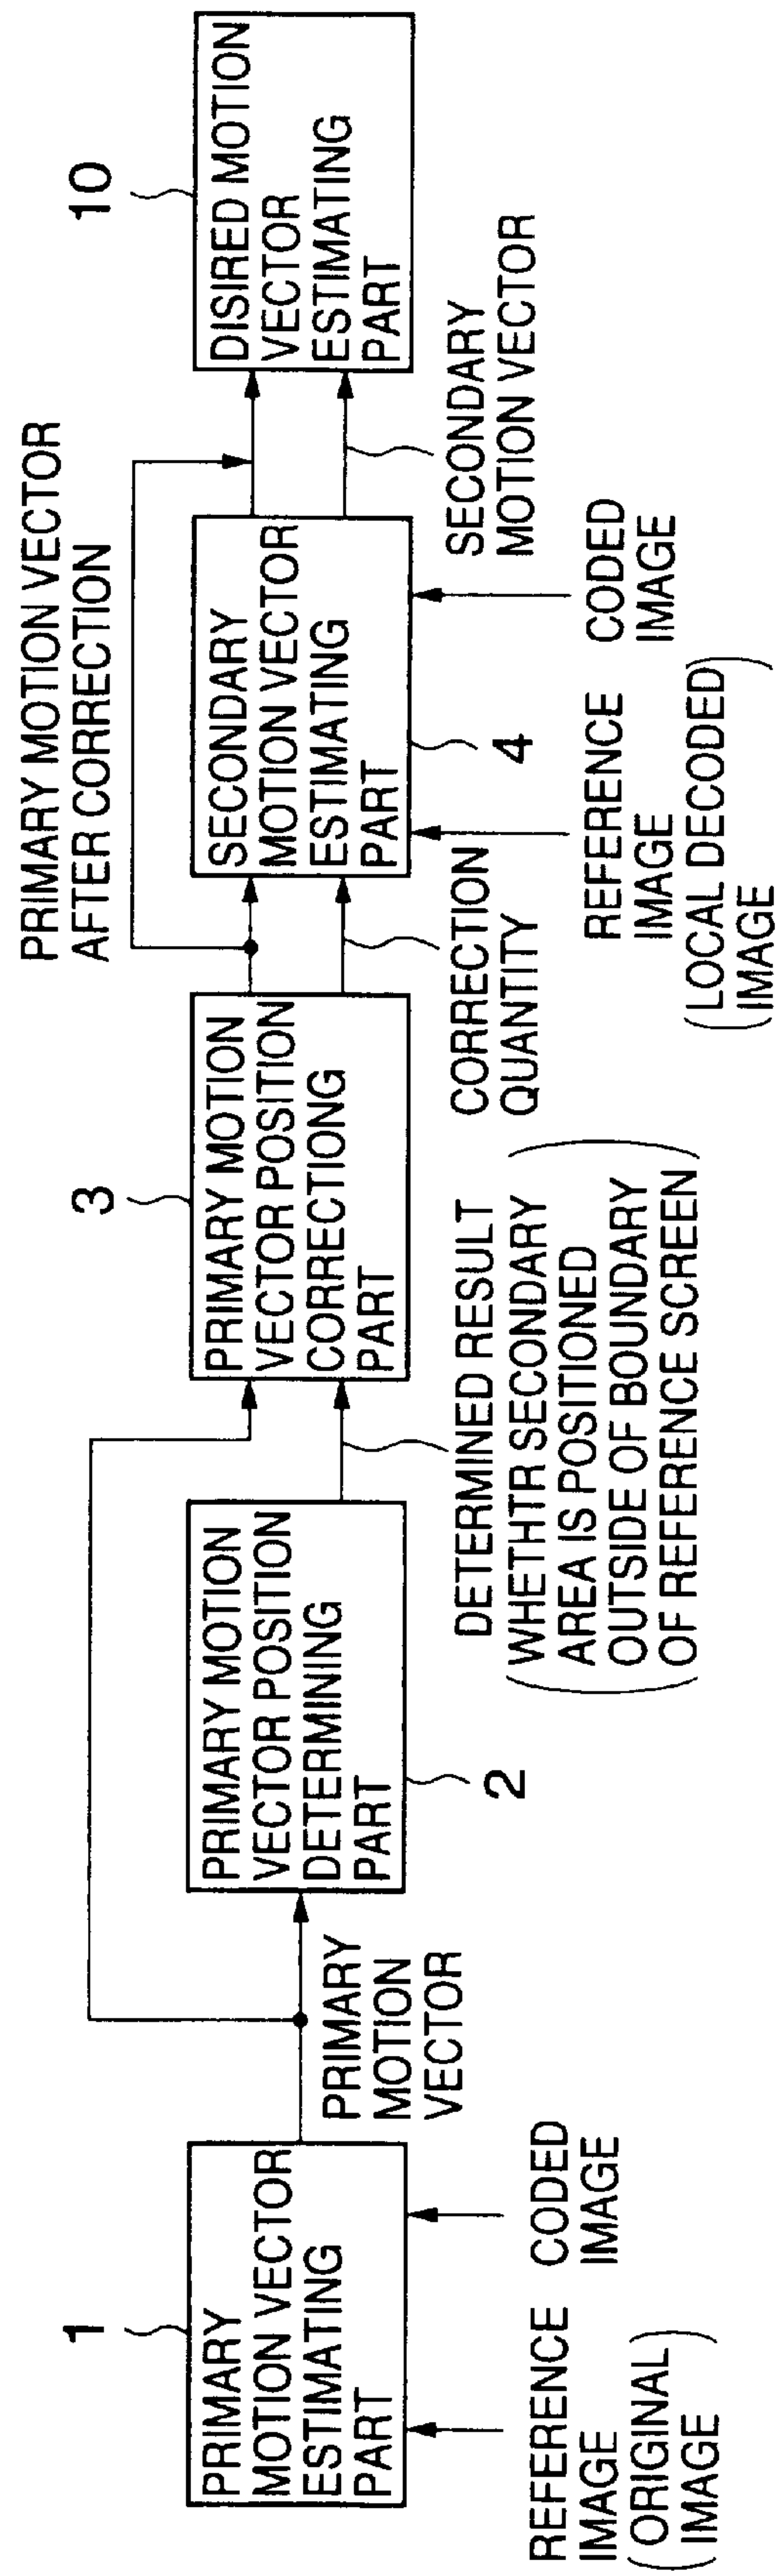 1
PRIMARY
MOTION VECTOR
ESTIMATING
PART
REFERENCE
IMAGE
(ORIGINAL
IMAGE)
CODED
IMAGE
PRIMARY
MOTION
VECTOR
PRIMARY MOTION
VECTOR POSITION
DETERMINING
PART
2
DETERMINED RESULT
(WHETHTR SECONDARY
AREA IS POSITIONED
OUTSIDE OF BOUNDARY
OF REFERENCE SCREEN)
3
PRIMARY MOTION
VECTOR POSITION
CORRECTIONG
PART
CORRECTION
QUANTITY
PRIMARY MOTION VECTOR
AFTER CORRECTION
SECONDARY
MOTION VECTOR
ESTIMATING
PART
4
REFERENCE
IMAGE
(LOCAL DECODED
IMAGE)
CODED
IMAGE
SECONDARY
MOTION VECTOR
10
DISIRED MOTION
VECTOR
ESTIMATING
PART